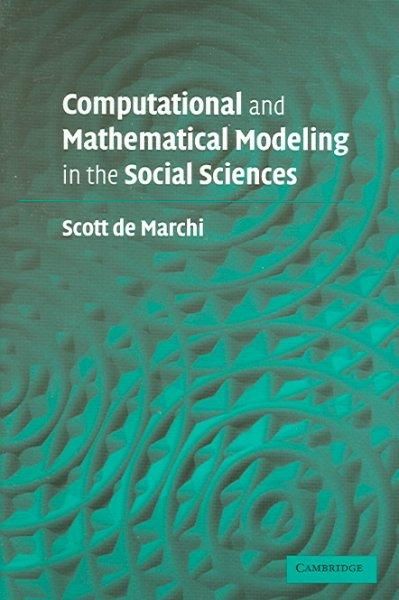 Computational and
Mathematical Modeling
in the Social Sciences
Scott de Marchi
CAMBRIDGE